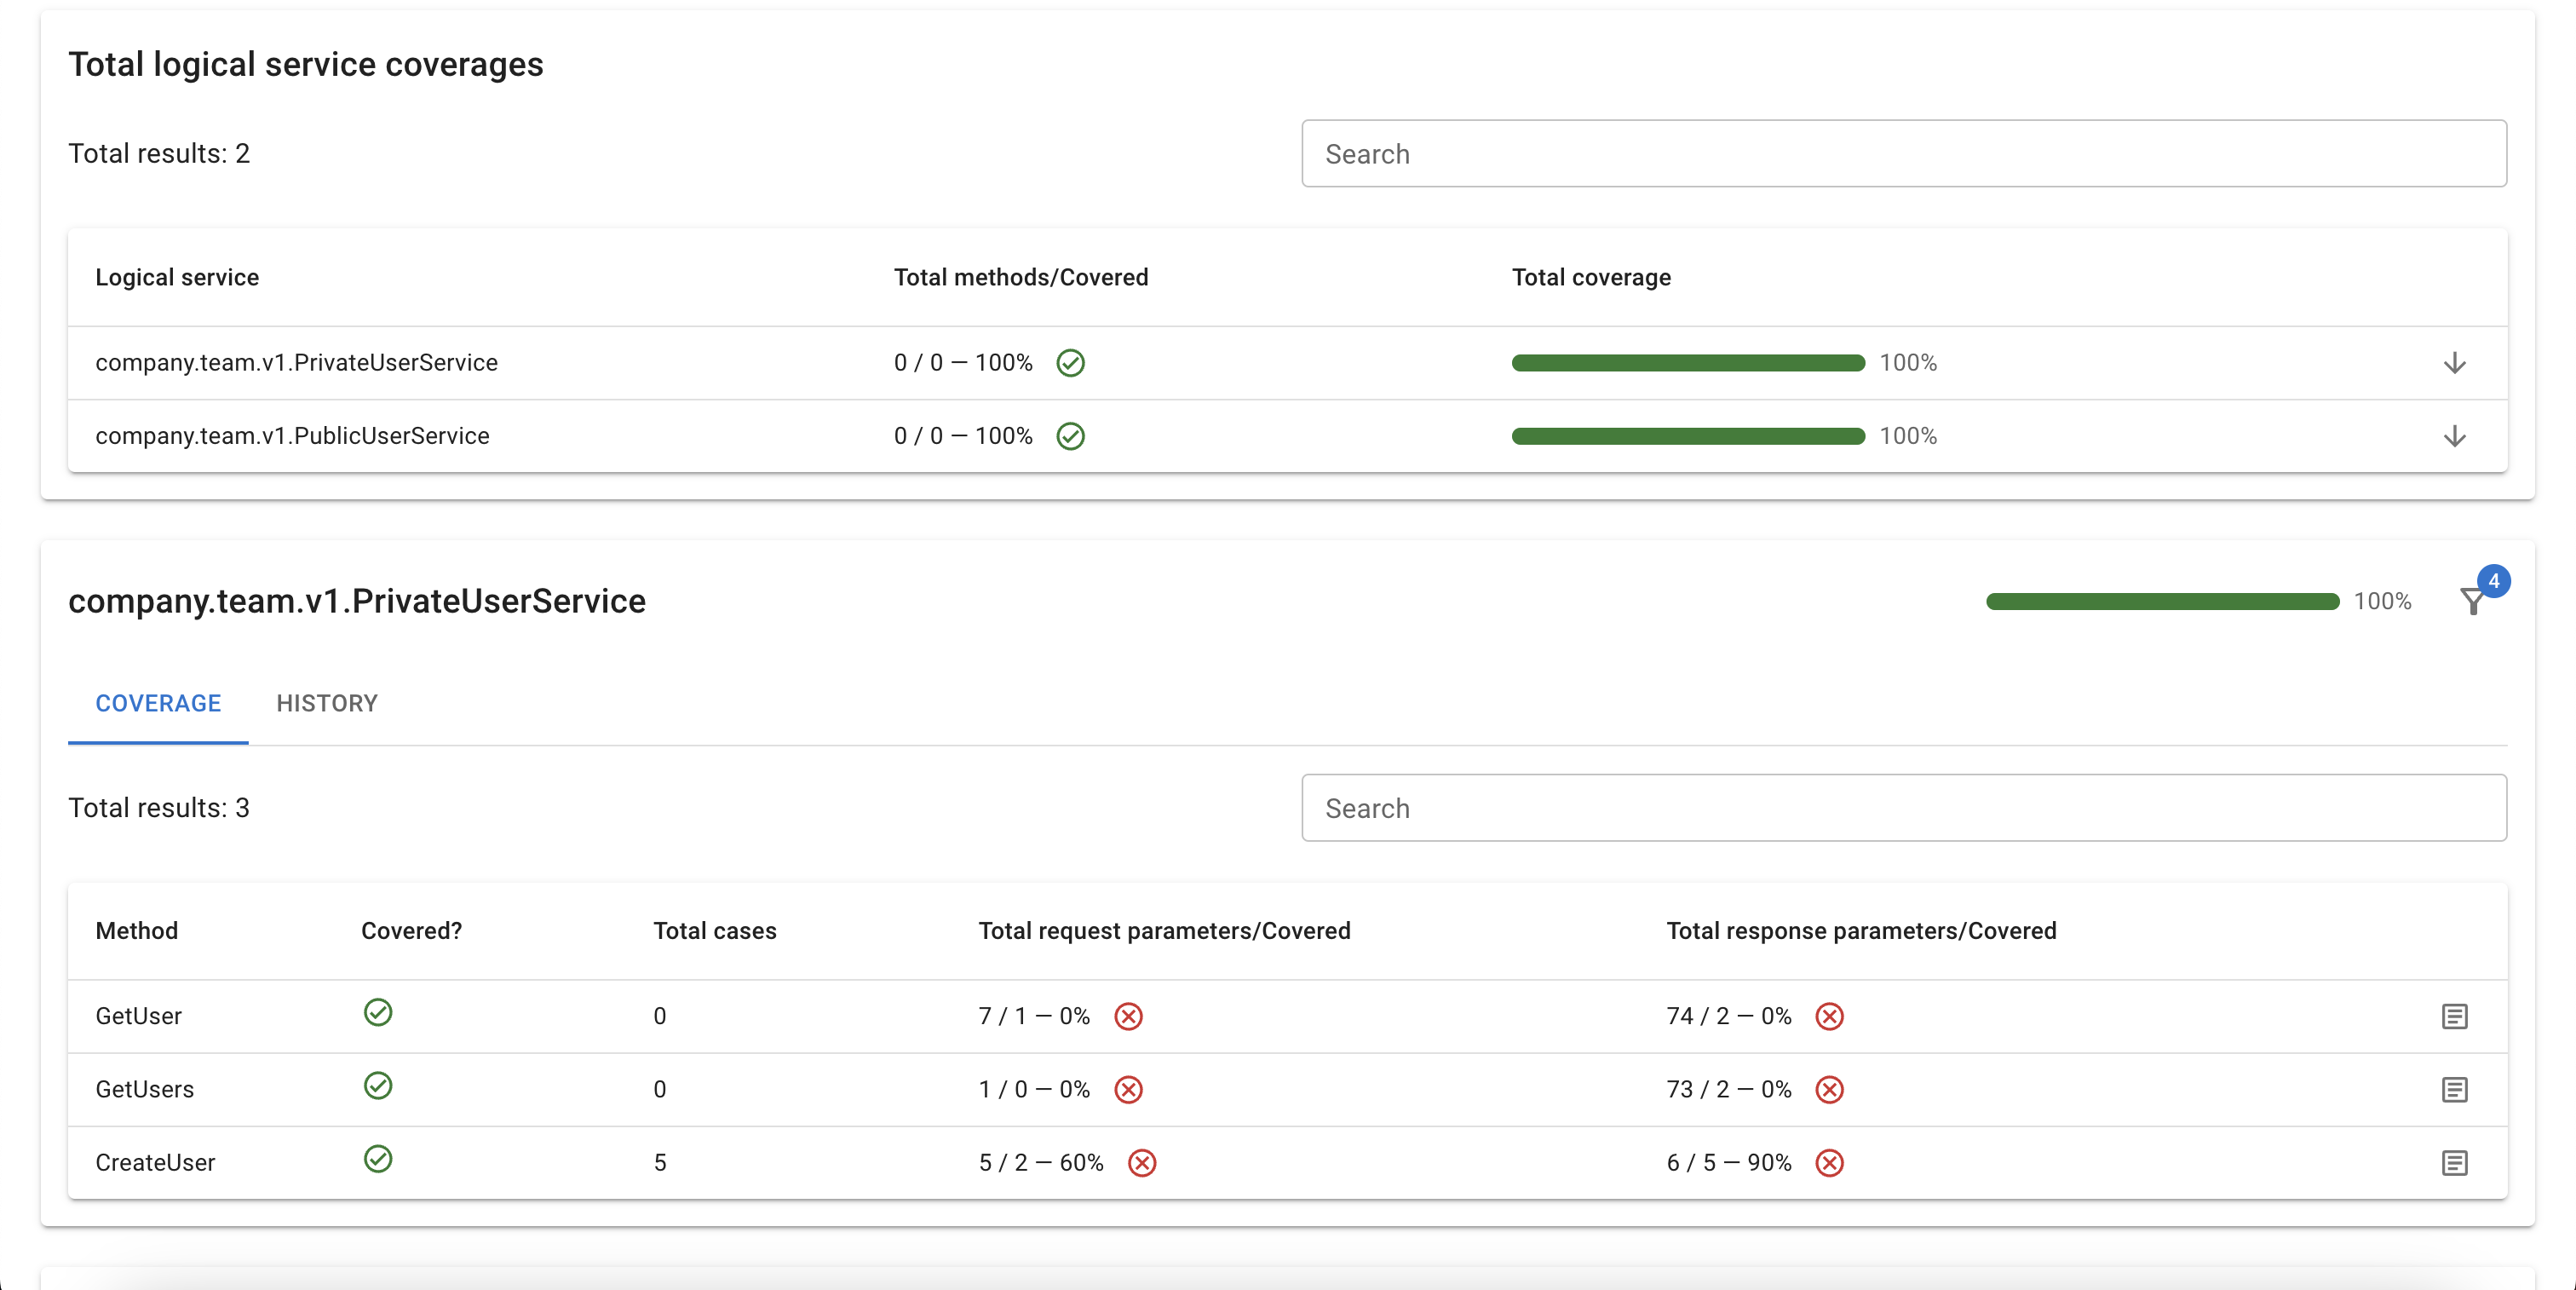 Total logical service coverages
Total results: 2
Search
Logical service Total methods/Covered Total coverage
company.team.v1.PrivateUserService 0 / 0 — 100% 100%
company.team.v1.PublicUserService 0 / 0 — 100% 100%
company.team.v1.PrivateUserService 100% 4
COVERAGE HISTORY
Total results: 3
Search
Method Covered? Total cases Total request parameters/Covered Total response parameters/Covered
GetUser 0 7 / 1 — 0% 74 / 2 — 0%
GetUsers 0 1 / 0 — 0% 73 / 2 — 0%
CreateUser 5 5 / 2 — 60% 6 / 5 — 90%